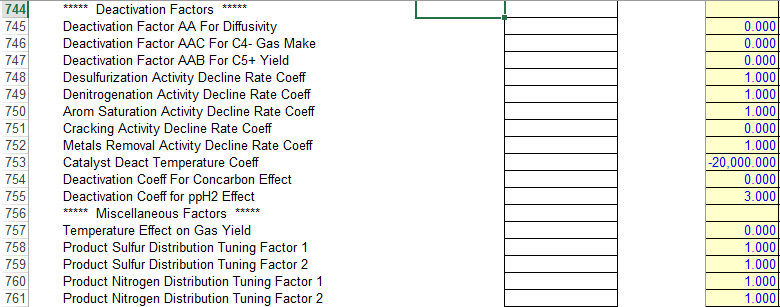 744 ***** Deactivation Factors *****
745 Deactivation Factor AA For Diffusivity 0.000
746 Deactivation Factor AAC For C4- Gas Make 0.000
747 Deactivation Factor AAB For C5+ Yield 0.000
748 Desulfurization Activity Decline Rate Coeff 1.000
749 Denitrogenation Activity Decline Rate Coeff 1.000
750 Arom Saturation Activity Decline Rate Coeff 1.000
751 Cracking Activity Decline Rate Coeff 0.000
752 Metals Removal Activity Decline Rate Coeff 1.000
753 Catalyst Deact Temperature Coeff -20,000.000
754 Deactivation Coeff For Concarbon Effect 0.000
755 Deactivation Coeff for ppH2 Effect 3.000
756 ***** Miscellaneous Factors *****
757 Temperature Effect on Gas Yield 0.000
758 Product Sulfur Distribution Tuning Factor 1 1.000
759 Product Sulfur Distribution Tuning Factor 2 1.000
760 Product Nitrogen Distribution Tuning Factor 1 1.000
761 Product Nitrogen Distribution Tuning Factor 2 1.000